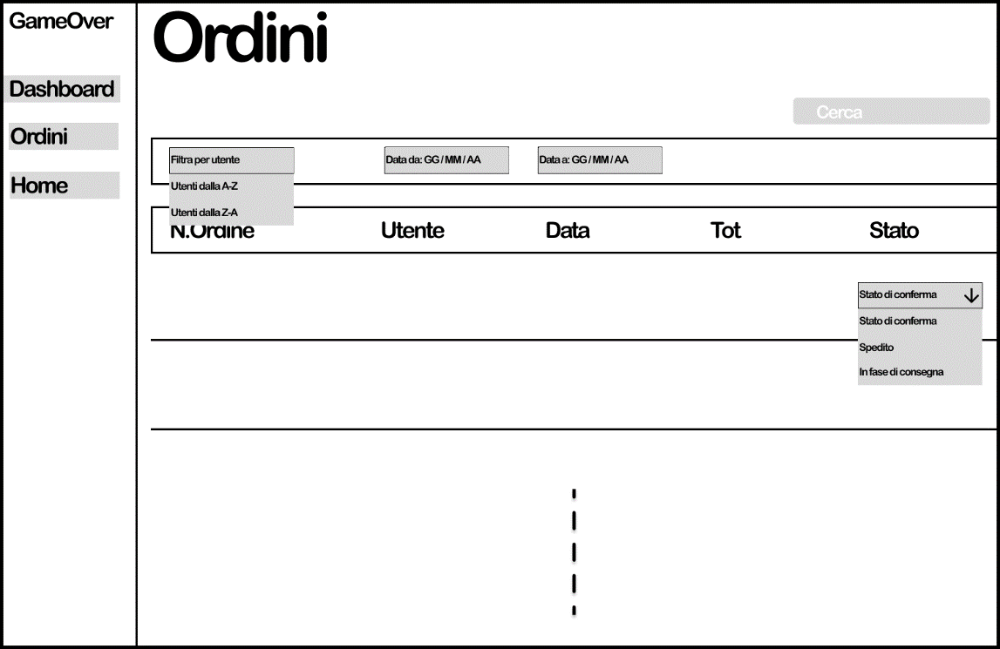 GameOver
Dashboard
Ordini
Home
Ordini
Cerca
Filtra per utente
Data da: GG / MM / AA
Data a: GG / MM / AA
Utenti dalla A-Z
Utenti dalla Z-A
N.Ordine
Utente
Data
Tot
Stato
Stato di conferma
Stato di conferma
Spedito
In fase di consegna